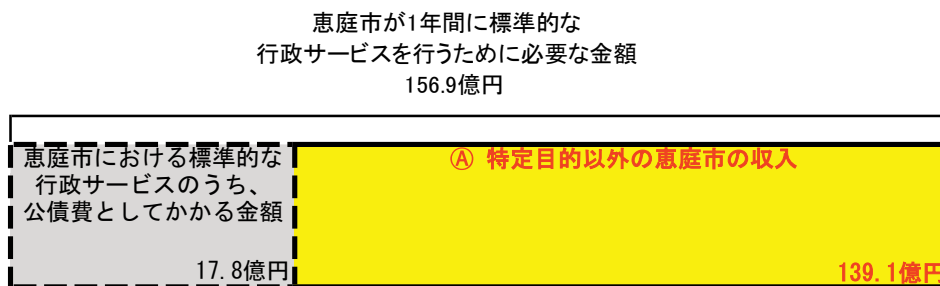 恵庭市が1年間に標準的な
行政サービスを行うために必要な金額
156.9億円
恵庭市における標準的な
行政サービスのうち、
公債費としてかかる金額
17.8億円
Ⓐ 特定目的以外の恵庭市の収入
139.1億円